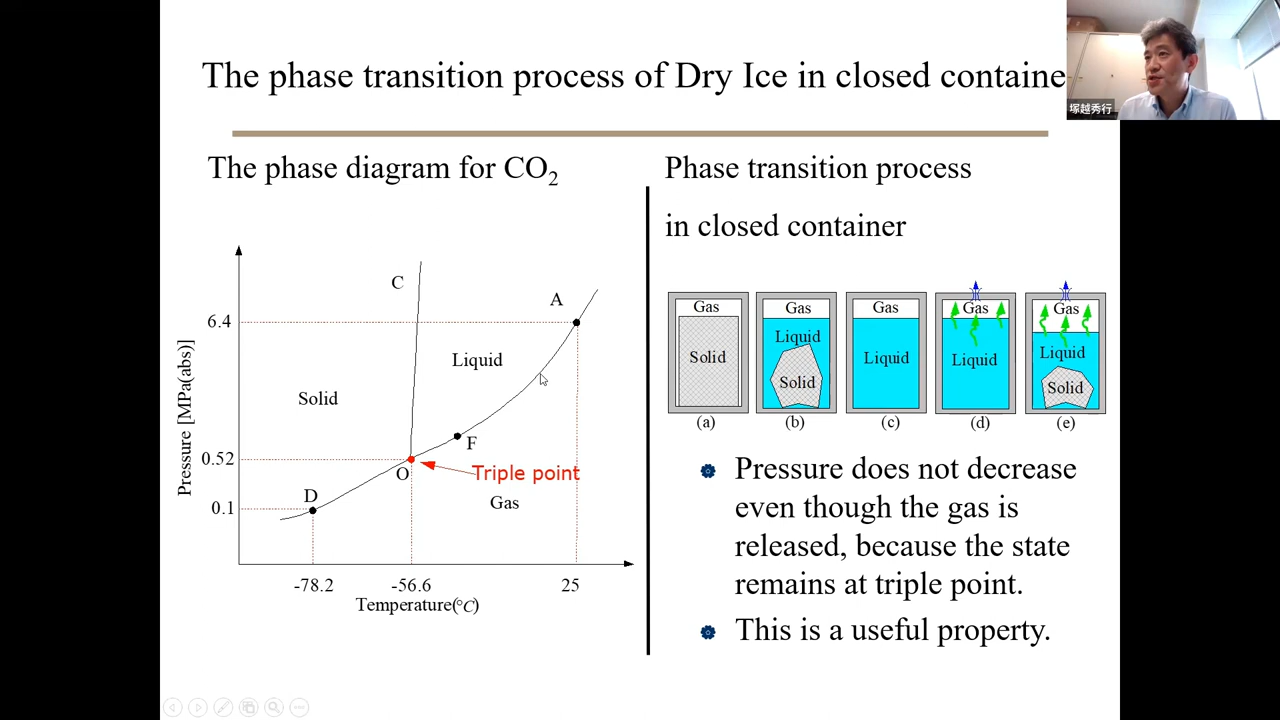 The phase transition process of Dry Ice in closed containe
塚越秀行
The phase diagram for CO₂
Phase transition process
in closed container
Pressure [MPa(abs)]
6.4
0.52
0.1
C
A
Liquid
Solid
F
O
Triple point
D
Gas
-78.2
-56.6
25
Temperature(°C)
Gas
Solid
(a)
Gas
Liquid
Solid
(b)
Gas
Liquid
(c)
Gas
Liquid
(d)
Gas
Liquid
Solid
(e)
Pressure does not decrease
even though the gas is
released, because the state
remains at triple point.
This is a useful property.